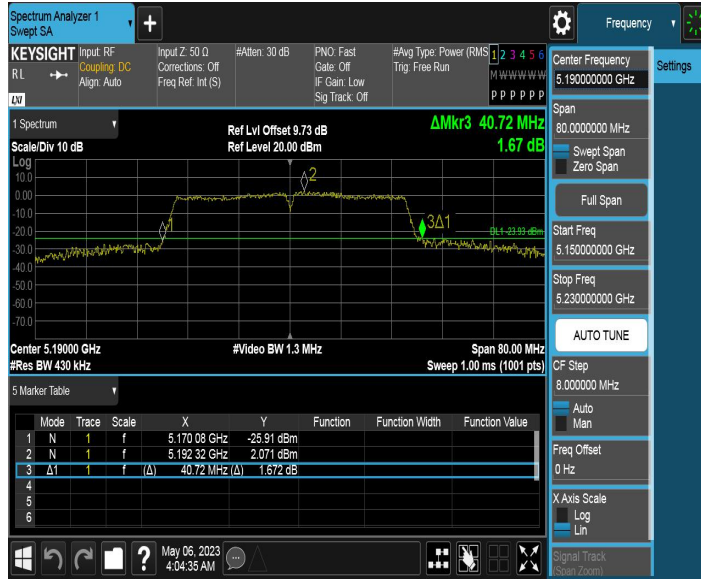 Spectrum Analyzer 1
Swept SA
+
Frequency
KEYSIGHT
RL
LXI
Input: RF
Coupling: DC
Align: Auto
Input Z: 50 Ω
Corrections: Off
Freq Ref: Int (S)
#Atten: 30 dB
PNO: Fast
Gate: Off
IF Gain: Low
Sig Track: Off
#Avg Type: Power (RMS
Trig: Free Run
1 2 3 4 5 6
M W W W W W
P P P P P P
1 Spectrum
Scale/Div 10 dB
Ref Lvl Offset 9.73 dB
Ref Level 20.00 dBm
ΔMkr3 40.72 MHz
1.67 dB
Log
10.0
0.00
-10.0
-20.0
-30.0
-40.0
-50.0
-60.0
-70.0
2
1
3Δ1
DL1 -23.93 dBm
Center 5.19000 GHz
#Res BW 430 kHz
#Video BW 1.3 MHz
Span 80.00 MHz
Sweep 1.00 ms (1001 pts)
5 Marker Table
Mode Trace Scale X Y Function Function Width Function Value
1 N 1 f 5.170 08 GHz -25.91 dBm
2 N 1 f 5.192 32 GHz 2.071 dBm
3 Δ1 1 f (Δ) 40.72 MHz (Δ) 1.672 dB
4
5
6
?
May 06, 2023
4:04:35 AM
Center Frequency
5.190000000 GHz
Span
80.0000000 MHz
Swept Span
Zero Span
Full Span
Start Freq
5.150000000 GHz
Stop Freq
5.230000000 GHz
AUTO TUNE
CF Step
8.000000 MHz
Auto
Man
Freq Offset
0 Hz
X Axis Scale
Log
Lin
Signal Track
(Span Zoom)
Settings